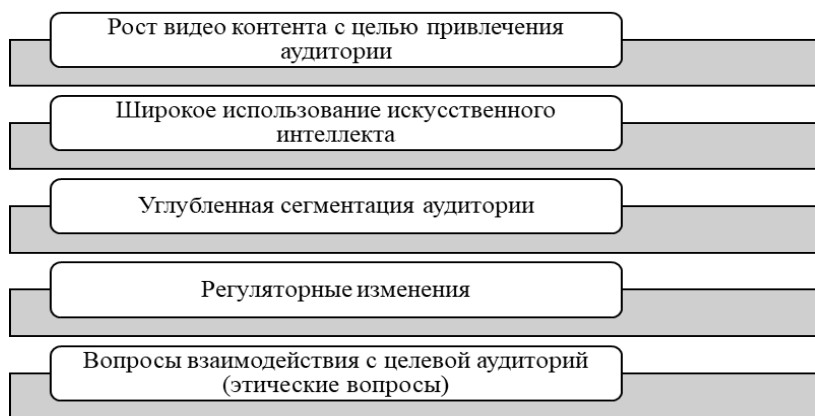 Рост видео контента с целью привлечения
аудитории
Широкое использование искусственного
интеллекта
Углубленная сегментация аудитории
Регуляторные изменения
Вопросы взаимодействия с целевой аудиторий
(этические вопросы)